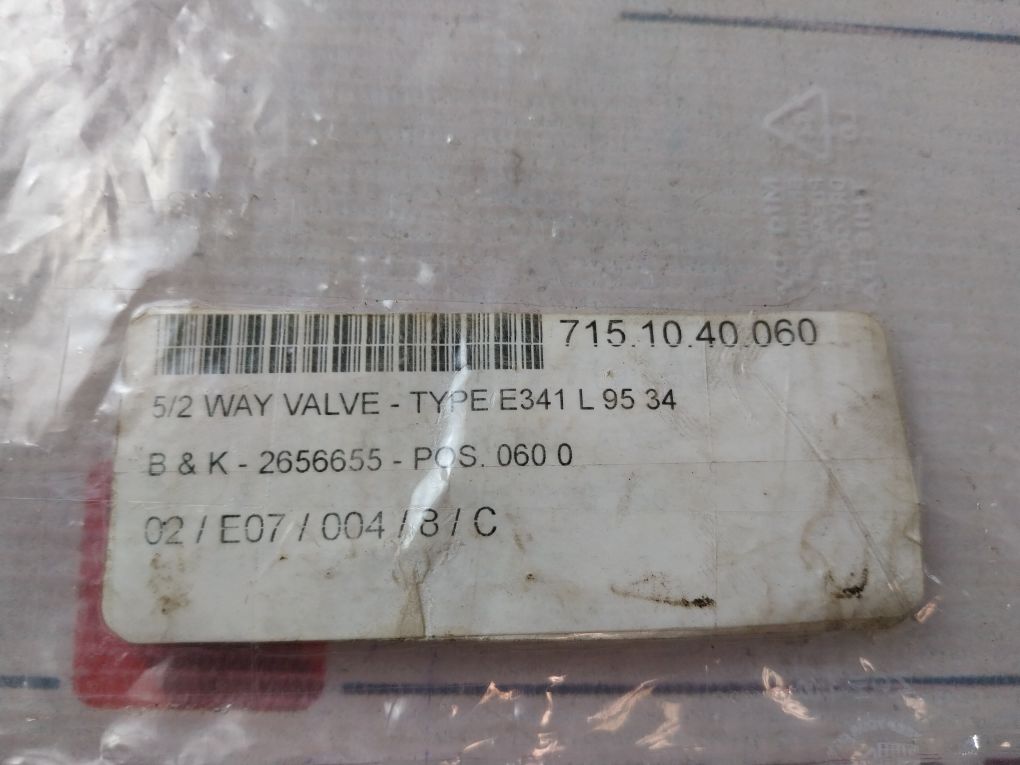 715.10.40.060
5/2 WAY VALVE - TYPE E341 L 95 34
B & K - 2656655 - POS. 060 0
02 / E07 / 004 / 8 / C